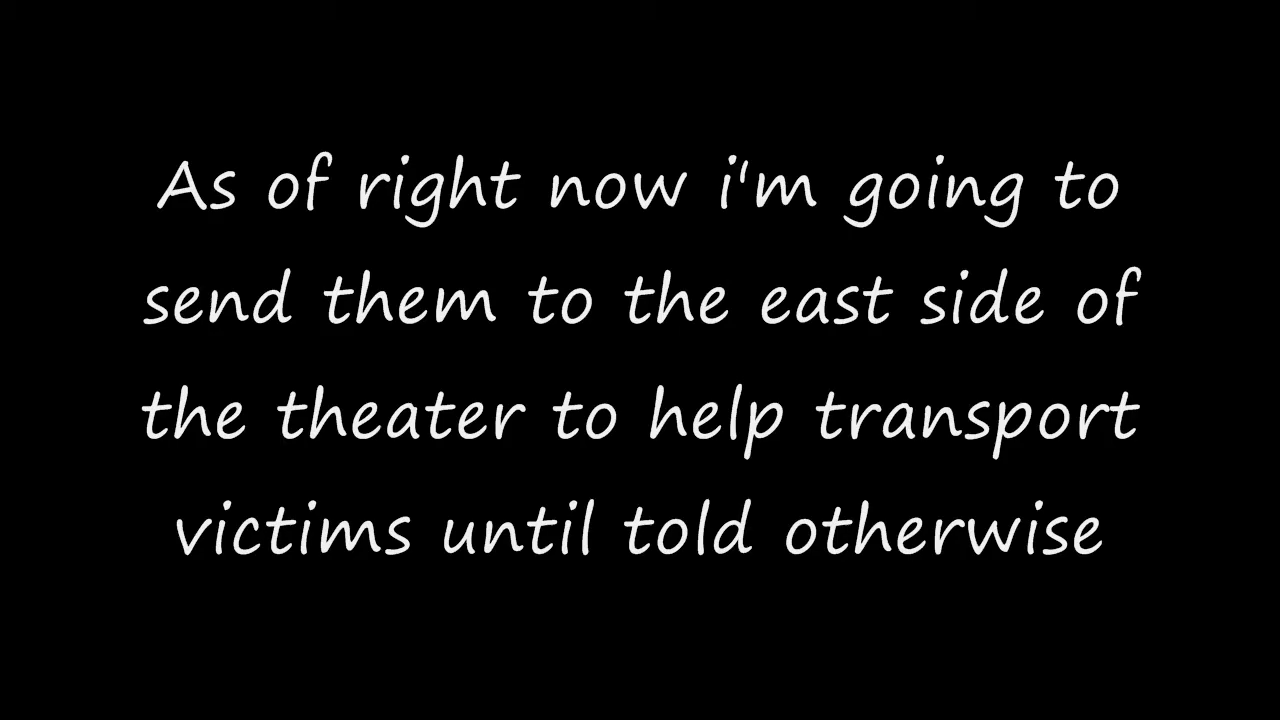 As of right now i'm going to
send them to the east side of
the theater to help transport
victims until told otherwise